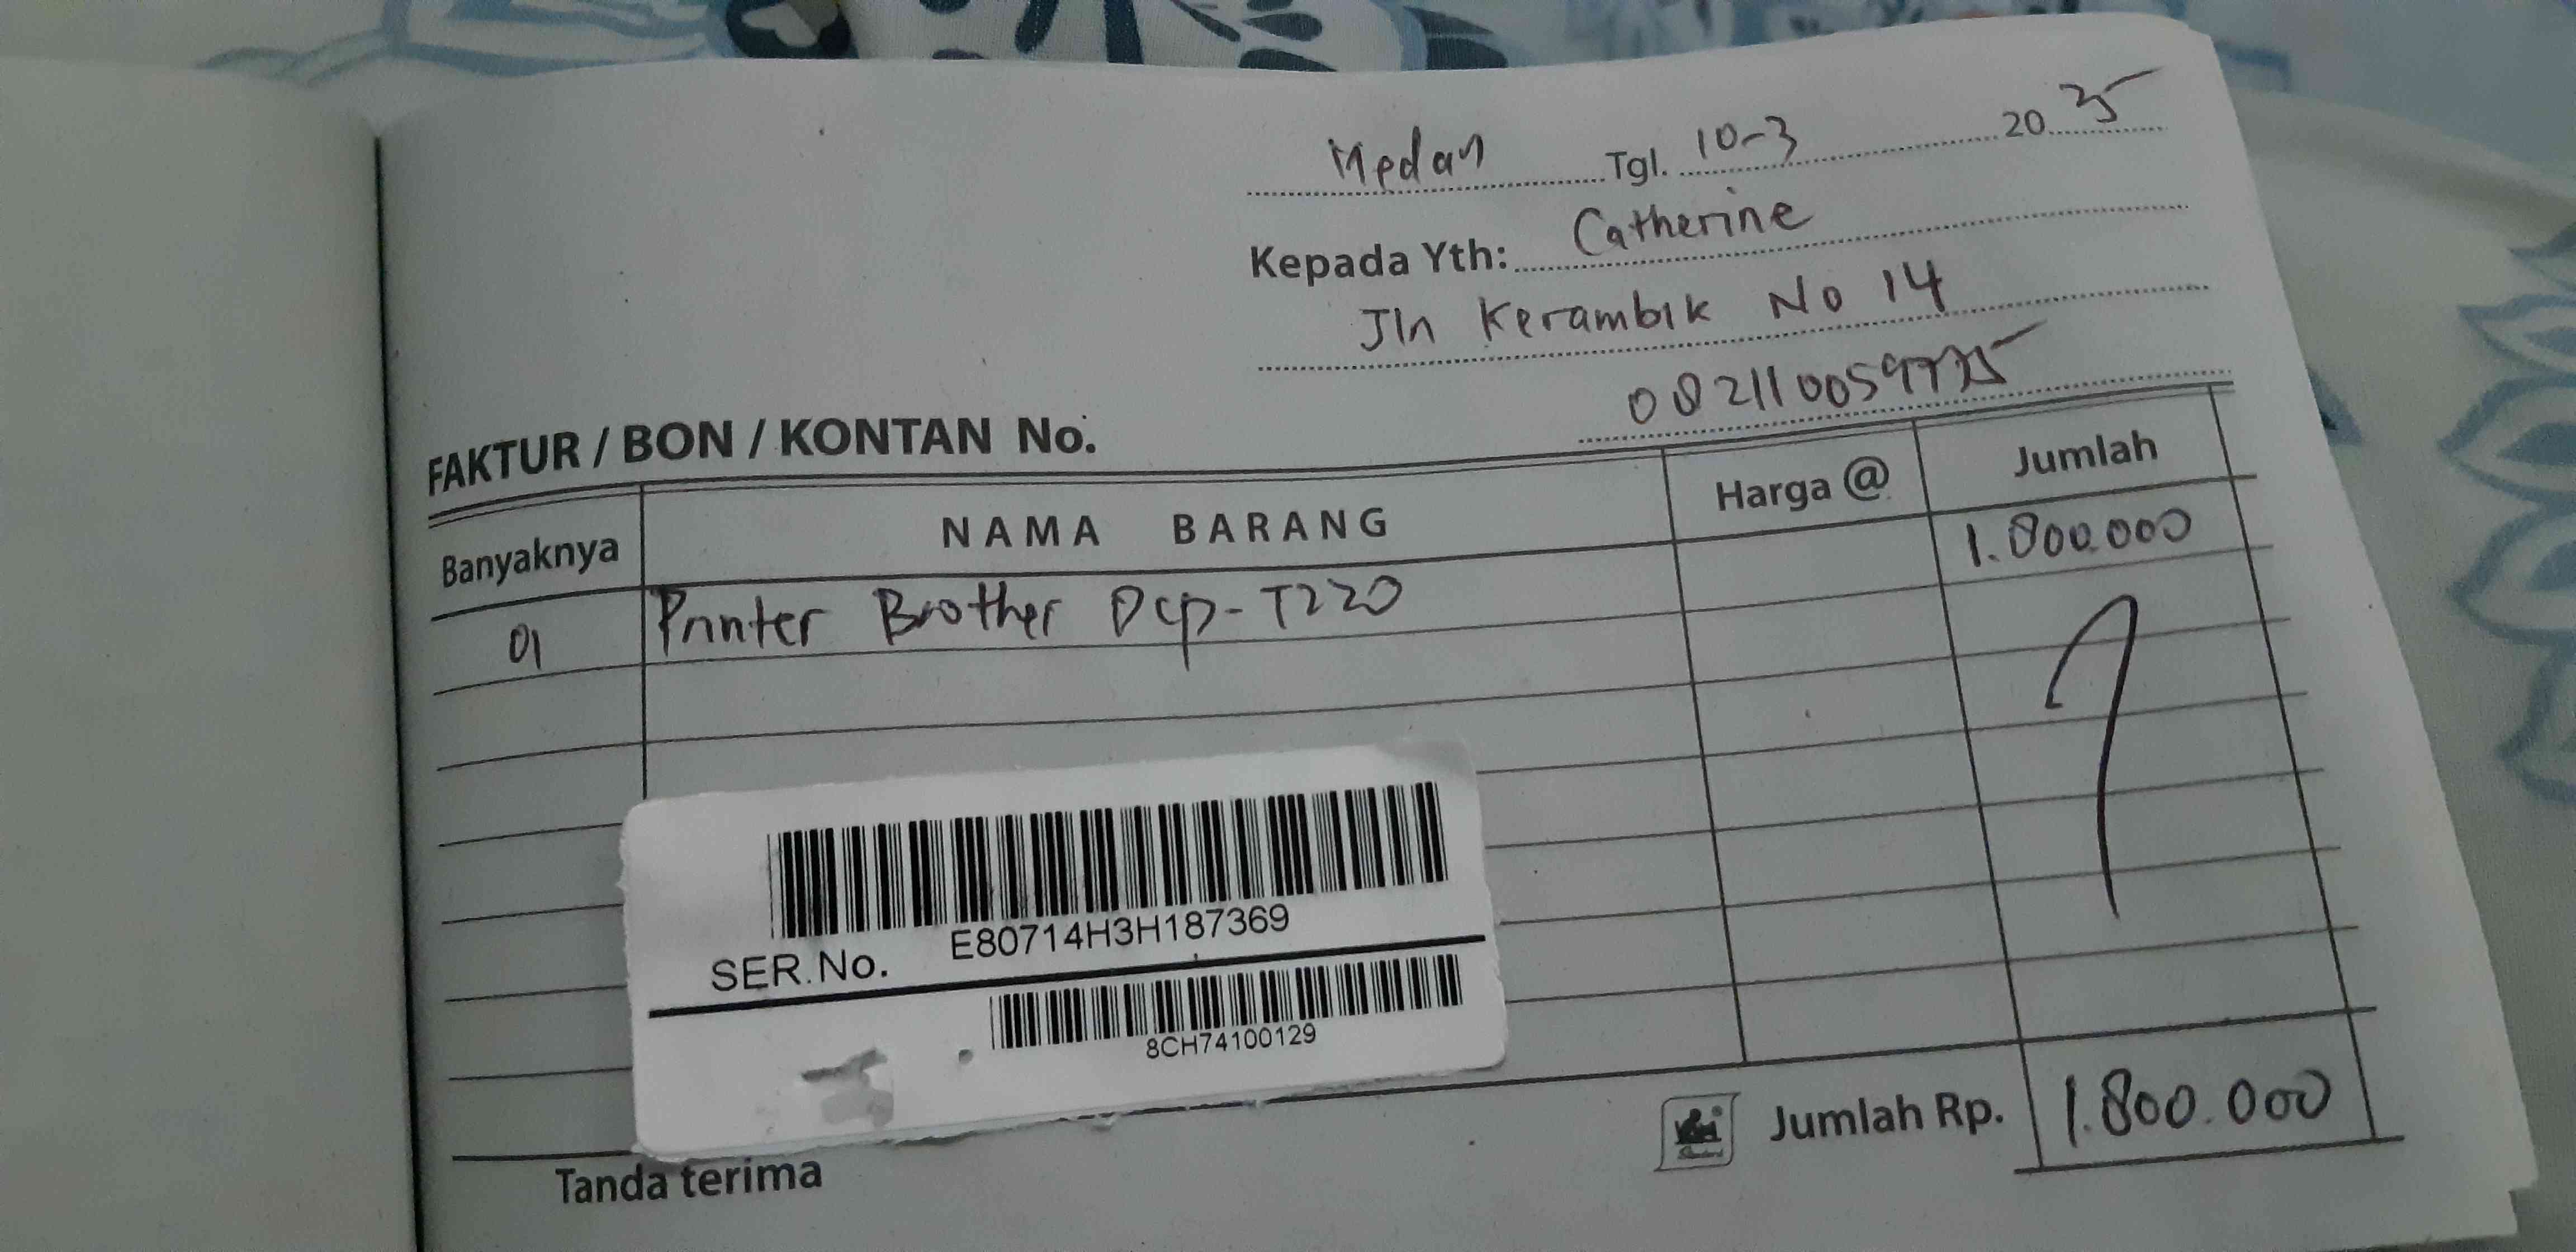 Medan Tgl. 10-3 2025
Kepada Yth: Catherine
Jln Kerambik No 14
FAKTUR / BON / KONTAN No.
Banyaknya NAMA BARANG Harga @ Jumlah
01 Printer Brother Dcp-T220 1.800.000
E80714H3H187369
SER.No.
8CH74100129
Jumlah Rp. 1.800.000
Tanda terima